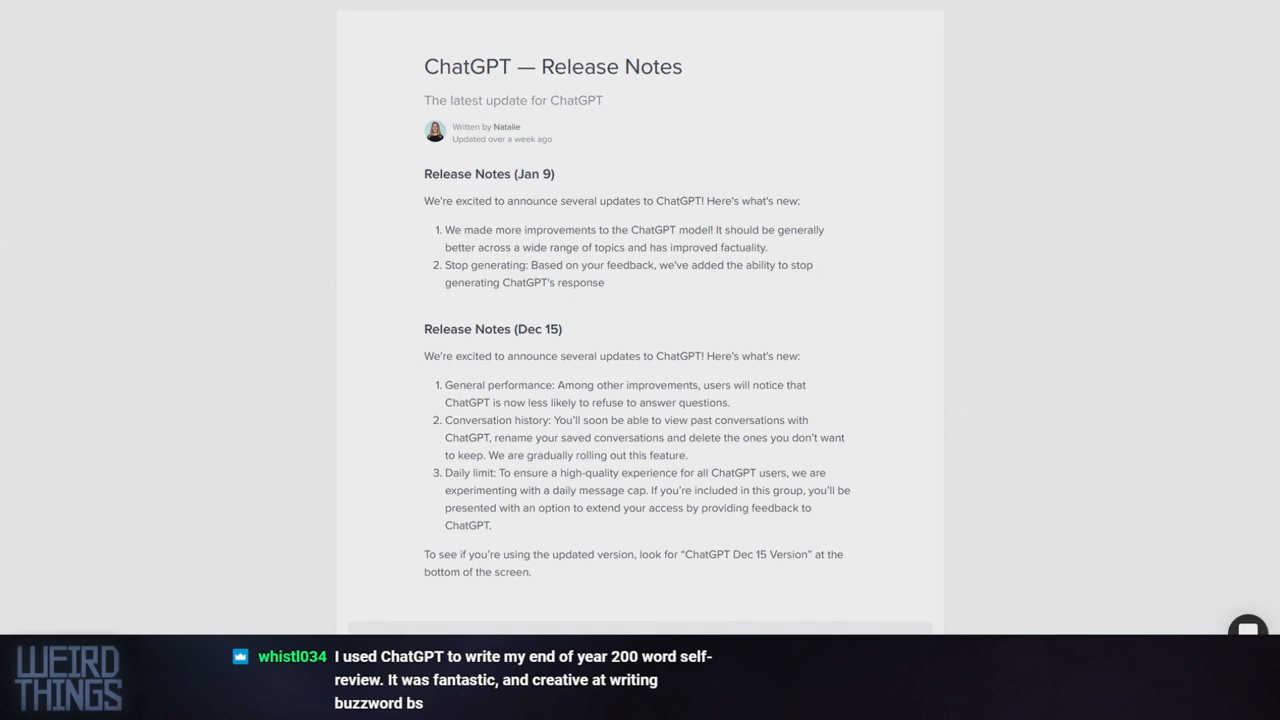 ChatGPT — Release Notes
The latest update for ChatGPT
Written by Natalie
Updated over a week ago
Release Notes (Jan 9)
We're excited to announce several updates to ChatGPT! Here's what's new:
1. We made more improvements to the ChatGPT model! It should be generally
better across a wide range of topics and has improved factuality.
2. Stop generating: Based on your feedback, we've added the ability to stop
generating ChatGPT's response
Release Notes (Dec 15)
We're excited to announce several updates to ChatGPT! Here's what's new:
1. General performance: Among other improvements, users will notice that
ChatGPT is now less likely to refuse to answer questions.
2. Conversation history: You'll soon be able to view past conversations with
ChatGPT, rename your saved conversations and delete the ones you don't want
to keep. We are gradually rolling out this feature.
3. Daily limit: To ensure a high-quality experience for all ChatGPT users, we are
experimenting with a daily message cap. If you're included in this group, you'll be
presented with an option to extend your access by providing feedback to
ChatGPT.
To see if you're using the updated version, look for “ChatGPT Dec 15 Version” at the
bottom of the screen.
WEIRD
THINGS
whistl034 I used ChatGPT to write my end of year 200 word self-
review. It was fantastic, and creative at writing
buzzword bs